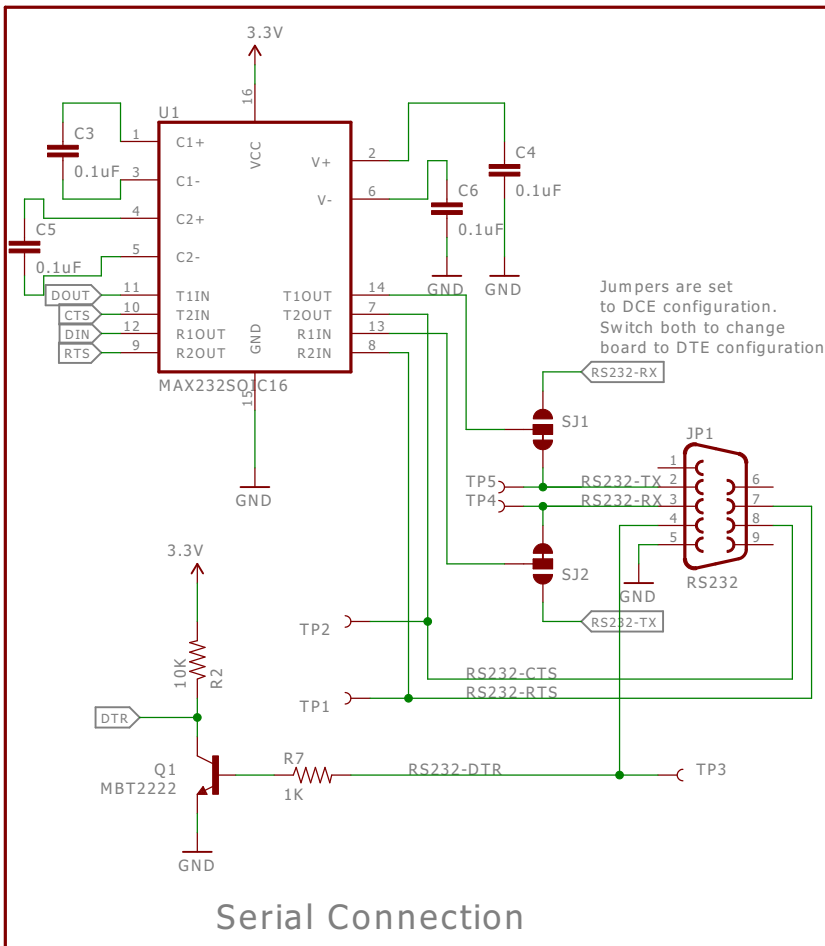 3.3V
U1
16
VCC
C3
0.1uF
1
C1+
3
C1-
4
C2+
5
C2-
C5
0.1uF
2
V+
6
V-
C4
0.1uF
C6
0.1uF
GND
GND
DOUT
11
T1IN
CTS
10
T2IN
DIN
12
R1OUT
RTS
9
R2OUT
T1OUT
14
T2OUT
7
R1IN
13
R2IN
8
GND
15
MAX232SOIC16
GND
Jumpers are set
to DCE configuration.
Switch both to change
board to DTE configuration
RS232-RX
SJ1
TP5
RS232-TX
TP4
RS232-RX
SJ2
RS232-TX
JP1
1
2
3
4
5
6
7
8
9
RS232
GND
3.3V
10K
R2
DTR
TP2
RS232-CTS
TP1
RS232-RTS
Q1
MBT2222
R7
1K
RS232-DTR
TP3
GND
Serial Connection